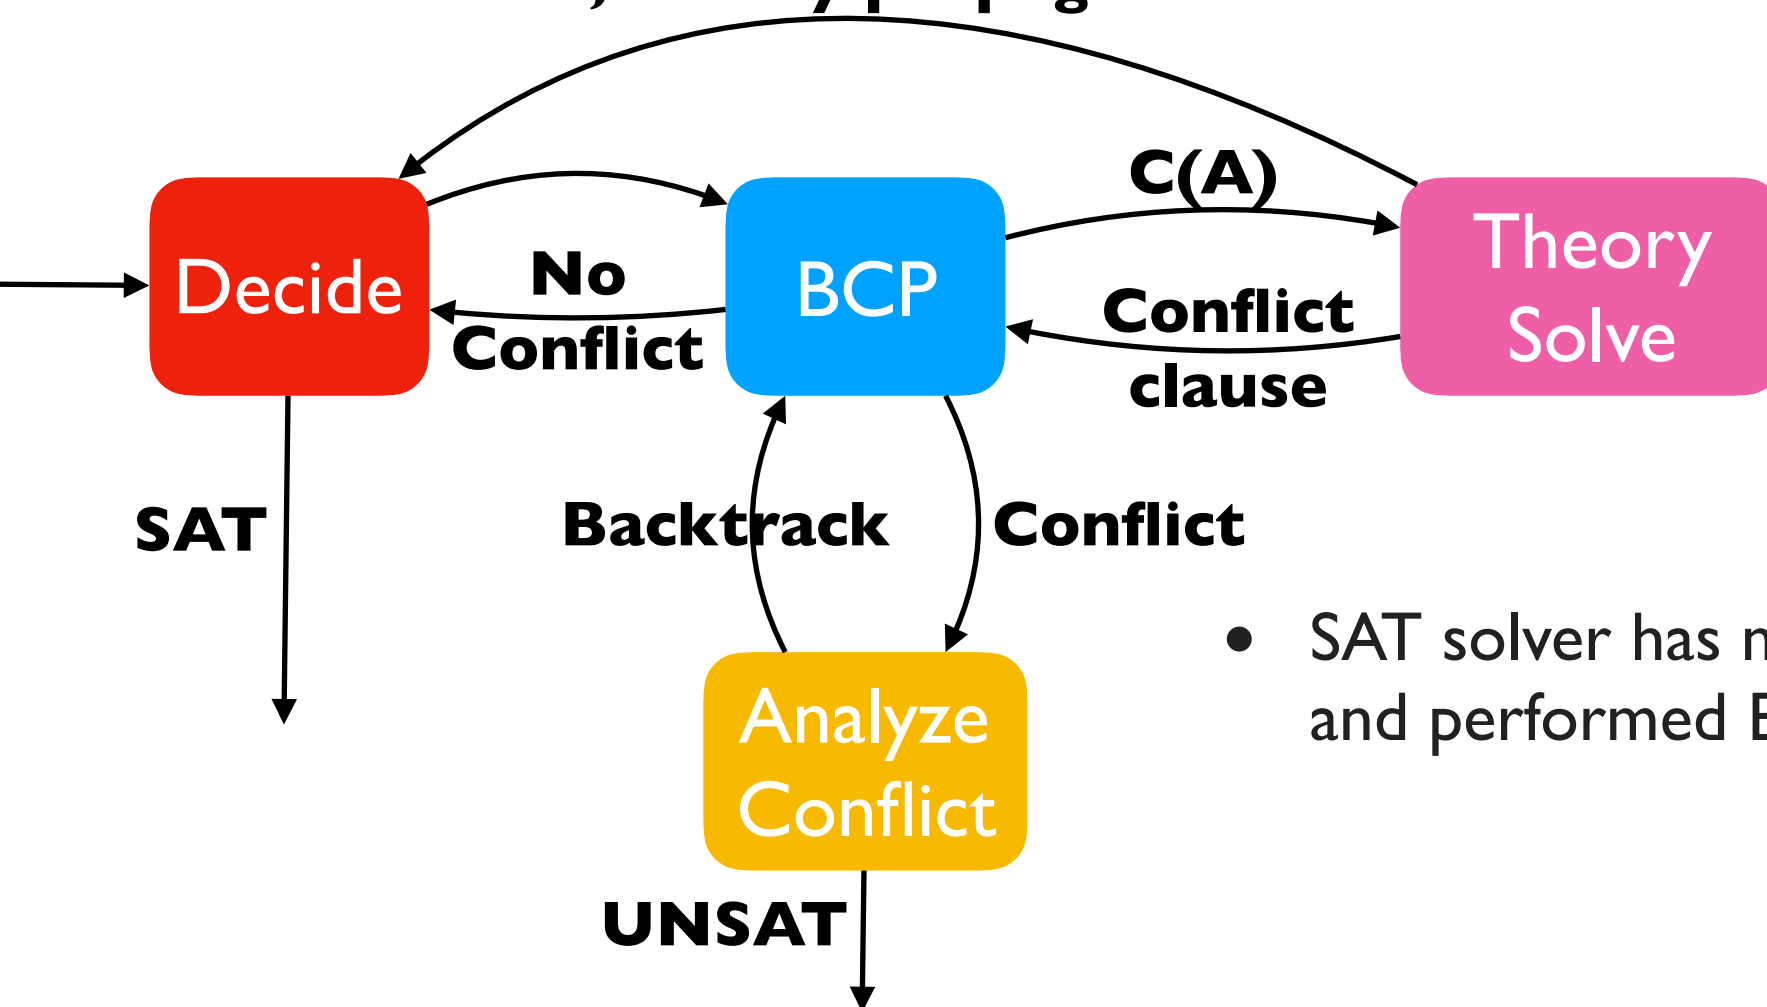 C(A)
Decide
No
Conflict
BCP
Conflict
clause
Theory
Solve
SAT
Backtrack
Conflict
SAT solver has
and performed
Analyze
Conflict
UNSAT